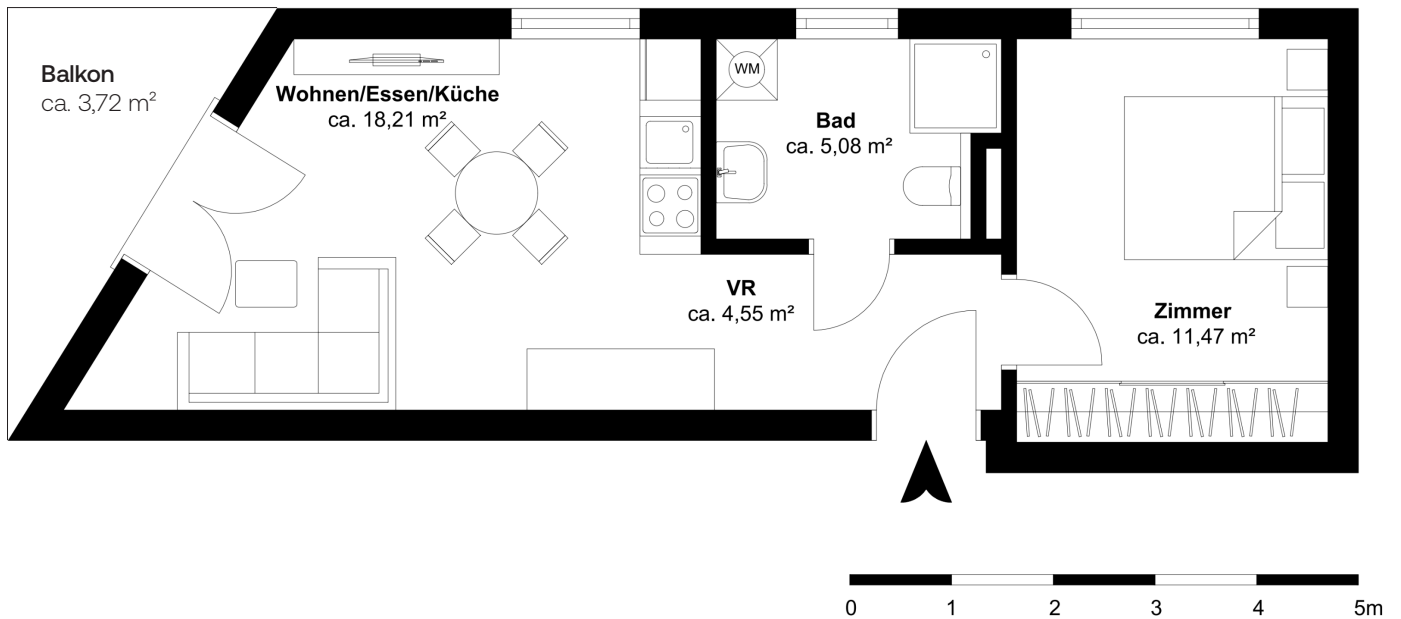 Balkon
ca. 3,72 m²
Wohnen/Essen/Küche
ca. 18,21 m²
WM
Bad
ca. 5,08 m²
VR
ca. 4,55 m²
Zimmer
ca. 11,47 m²
0 1 2 3 4 5m